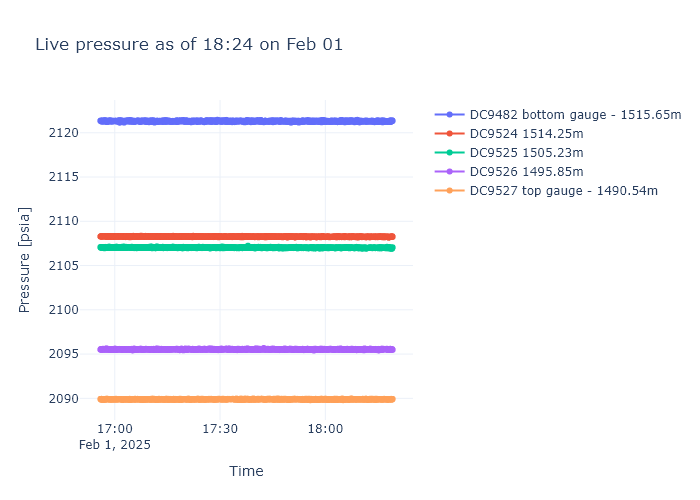 Live pressure as of 18:24 on Feb 01
DC9482 bottom gauge - 1515.65m
DC9524 1514.25m
DC9525 1505.23m
DC9526 1495.85m
DC9527 top gauge - 1490.54m
Pressure [psia]
2120
2115
2110
2105
2100
2095
2090
17:00
17:30
18:00
Feb 1, 2025
Time